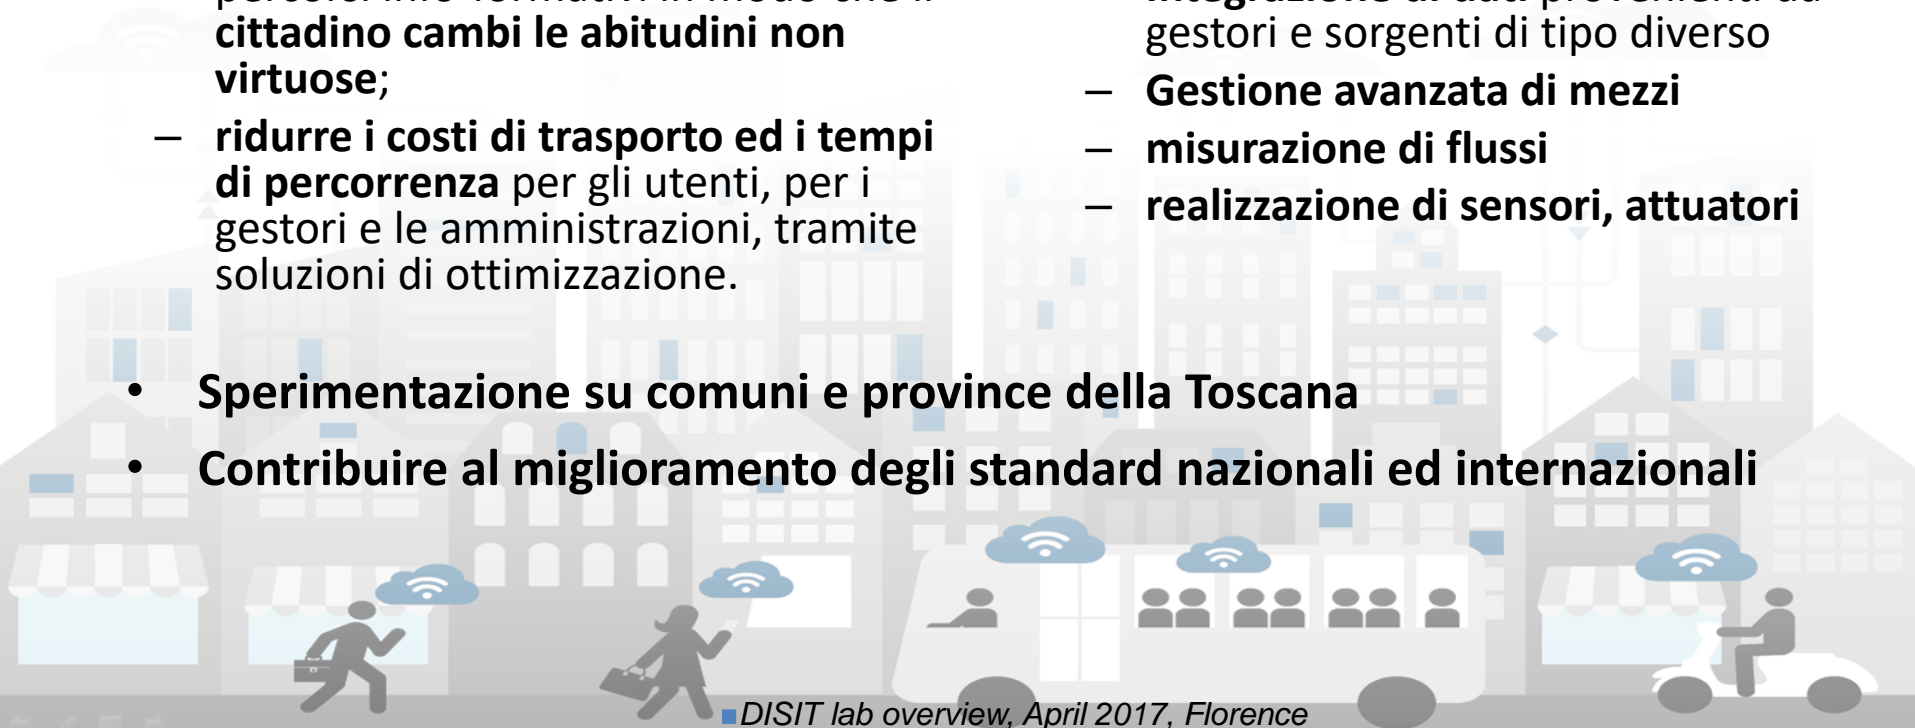 cittadino cambi le abitudini non
virtuose;
– ridurre i costi di trasporto ed i tempi
di percorrenza per gli utenti, per i
gestori e le amministrazioni, tramite
soluzioni di ottimizzazione.
gestori e sorgenti di tipo diverso
– Gestione avanzata di mezzi
– misurazione di flussi
– realizzazione di sensori, attuatori
• Sperimentazione su comuni e province della Toscana
• Contribuire al miglioramento degli standard nazionali ed internazionali
DISIT lab overview, April 2017, Florence